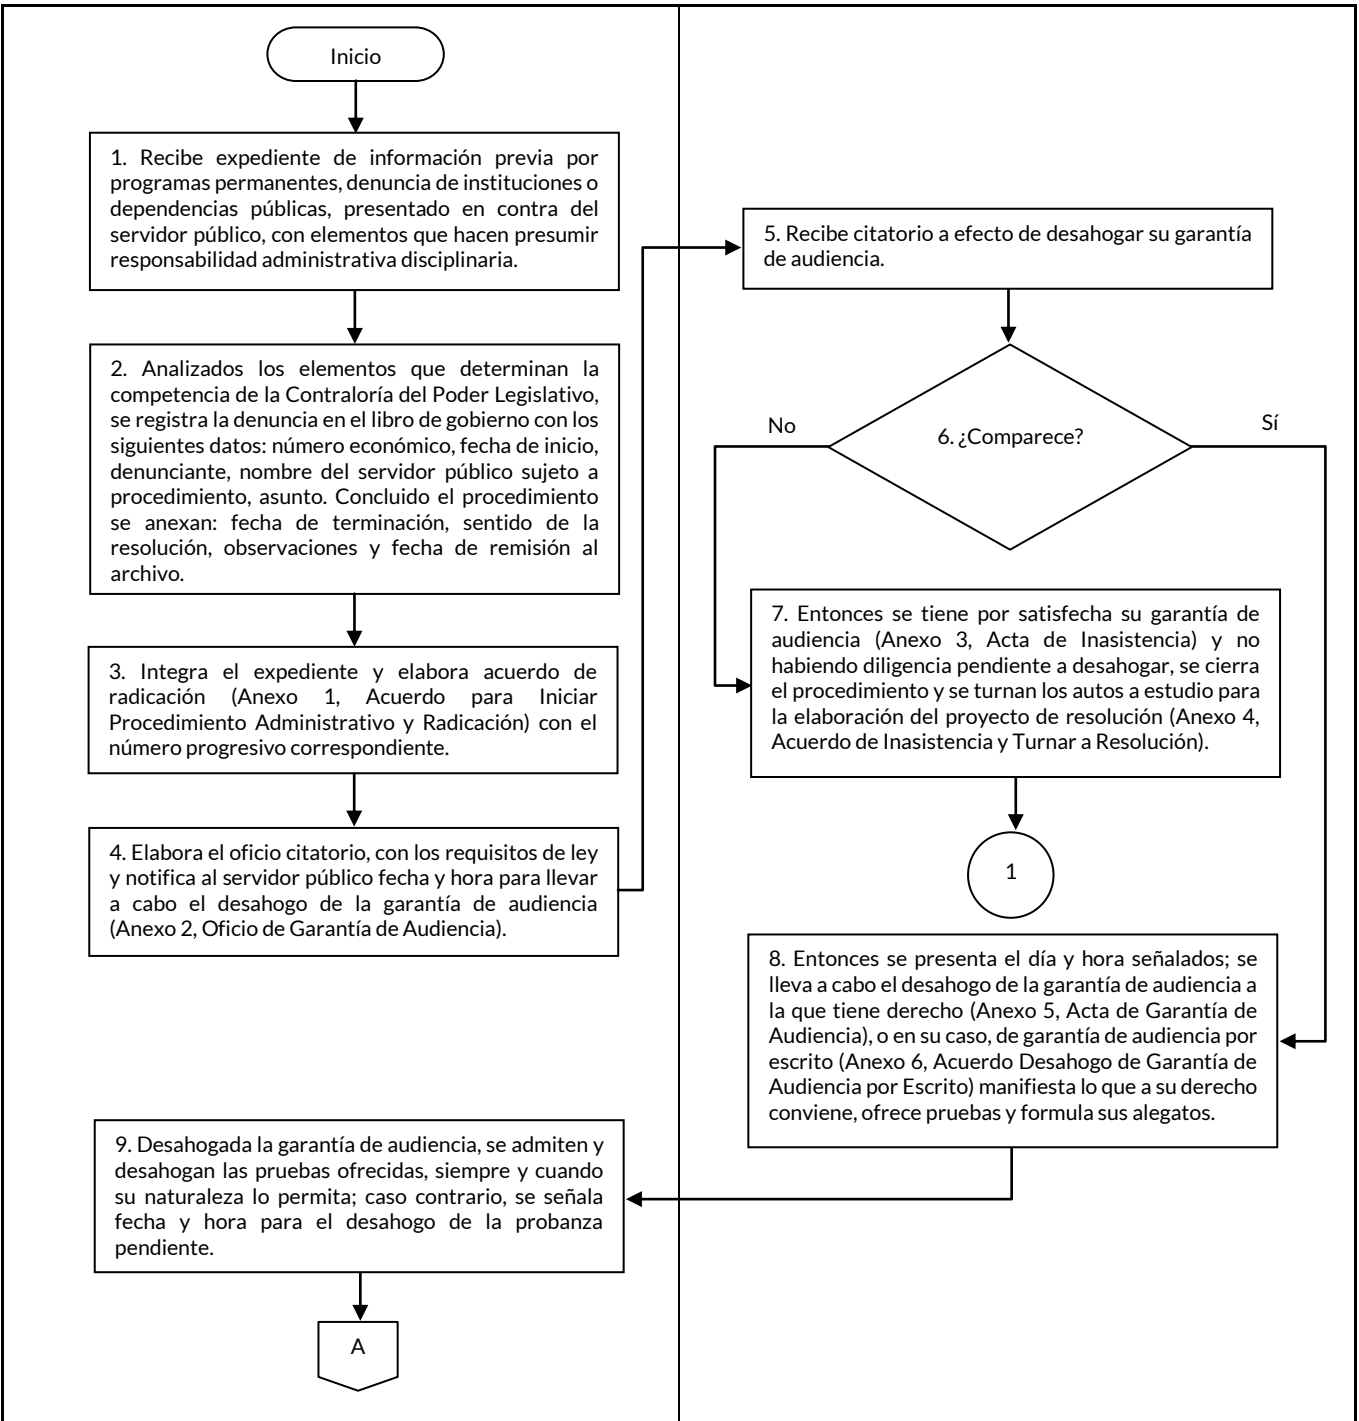 Inicio
1. Recibe expediente de información previa por
programas permanentes, denuncia de instituciones o
dependencias públicas, presentado en contra del
servidor público, con elementos que hacen presumir
responsabilidad administrativa disciplinaria.
2. Analizados los elementos que determinan la
competencia de la Contraloría del Poder Legislativo,
se registra la denuncia en el libro de gobierno con los
siguientes datos: número económico, fecha de inicio,
denunciante, nombre del servidor público sujeto a
procedimiento, asunto. Concluido el procedimiento
se anexan: fecha de terminación, sentido de la
resolución, observaciones y fecha de remisión al
archivo.
3. Integra el expediente y elabora acuerdo de
radicación (Anexo 1, Acuerdo para Iniciar
Procedimiento Administrativo y Radicación) con el
número progresivo correspondiente.
4. Elabora el oficio citatorio, con los requisitos de ley
y notifica al servidor público fecha y hora para llevar
a cabo el desahogo de la garantía de audiencia
(Anexo 2, Oficio de Garantía de Audiencia).
5. Recibe citatorio a efecto de desahogar su garantía
de audiencia.
6. ¿Comparece?
No
Sí
7. Entonces se tiene por satisfecha su garantía de
audiencia (Anexo 3, Acta de Inasistencia) y no
habiendo diligencia pendiente a desahogar, se cierra
el procedimiento y se turnan los autos a estudio para
la elaboración del proyecto de resolución (Anexo 4,
Acuerdo de Inasistencia y Turnar a Resolución).
1
8. Entonces se presenta el día y hora señalados; se
lleva a cabo el desahogo de la garantía de audiencia a
la que tiene derecho (Anexo 5, Acta de Garantía de
Audiencia), o en su caso, de garantía de audiencia por
escrito (Anexo 6, Acuerdo Desahogo de Garantía de
Audiencia por Escrito) manifiesta lo que a su derecho
conviene, ofrece pruebas y formula sus alegatos.
9. Desahogada la garantía de audiencia, se admiten y
desahogan las pruebas ofrecidas, siempre y cuando
su naturaleza lo permita; caso contrario, se señala
fecha y hora para el desahogo de la probanza
pendiente.
A